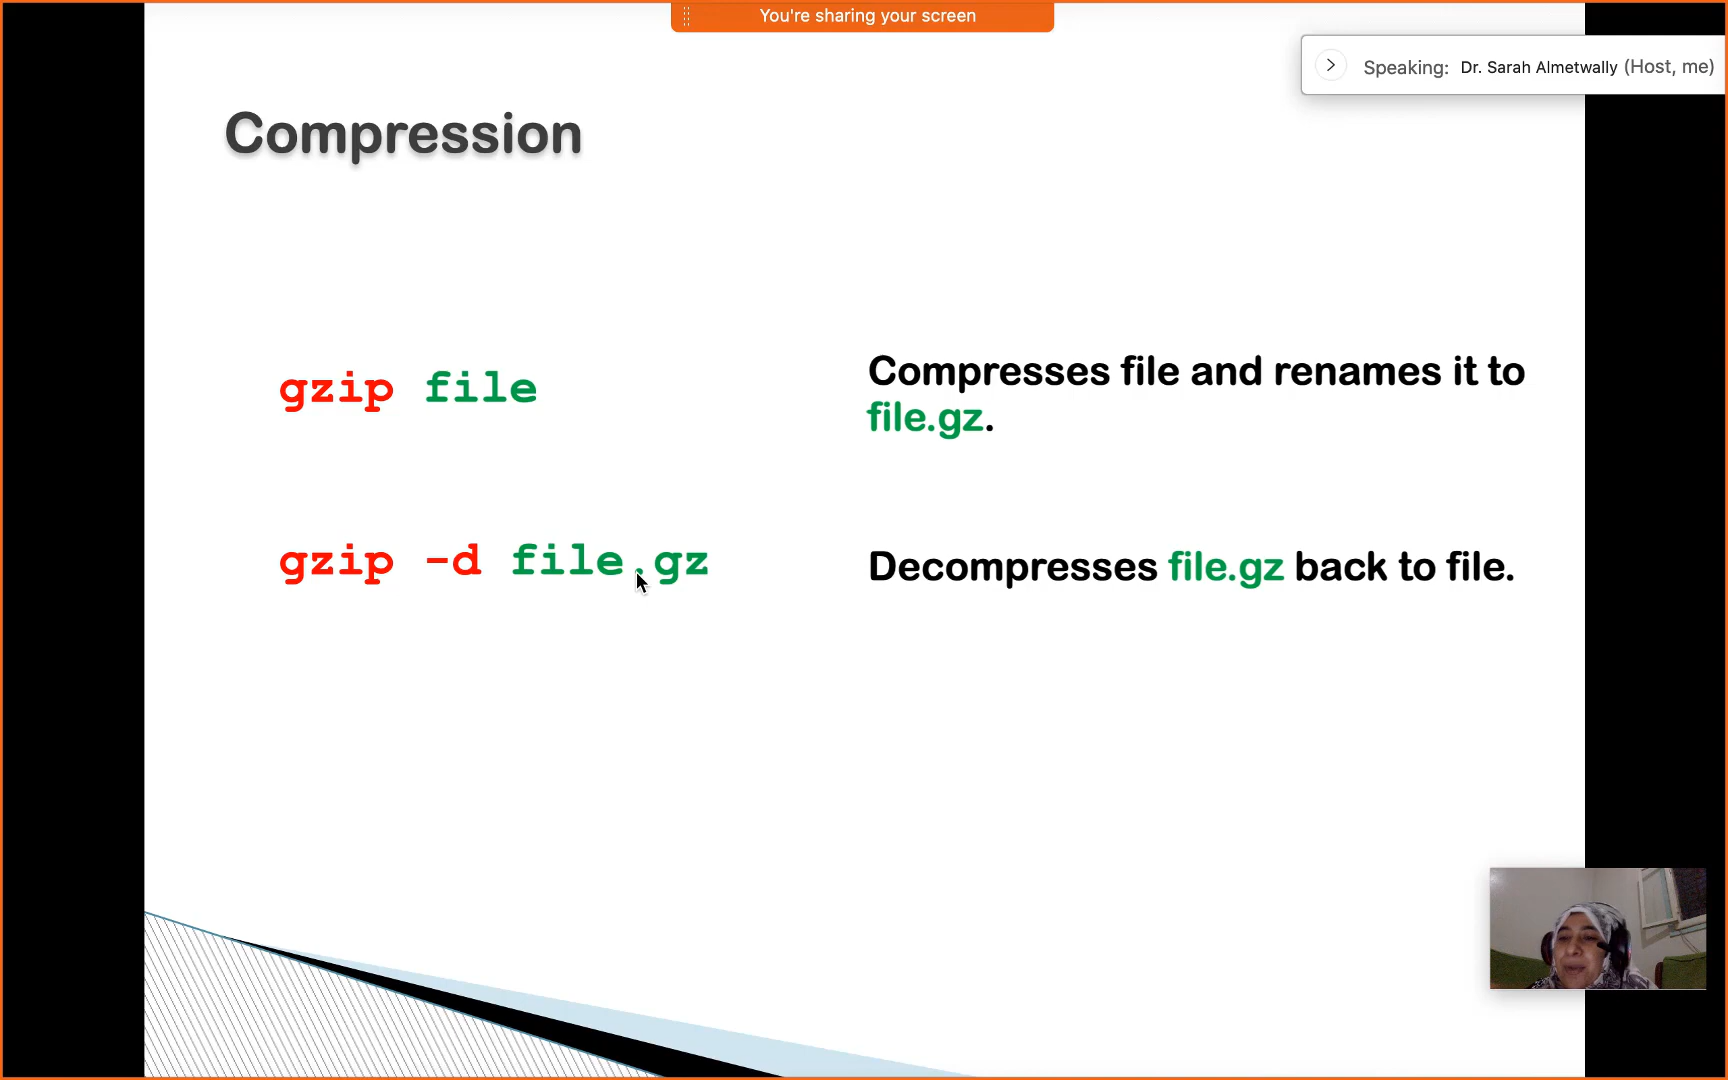 You're sharing your screen
Speaking: Dr. Sarah Almetwally (Host, me)
Compression
gzip file
Compresses file and renames it to
file.gz.
gzip -d file.gz
Decompresses file.gz back to file.